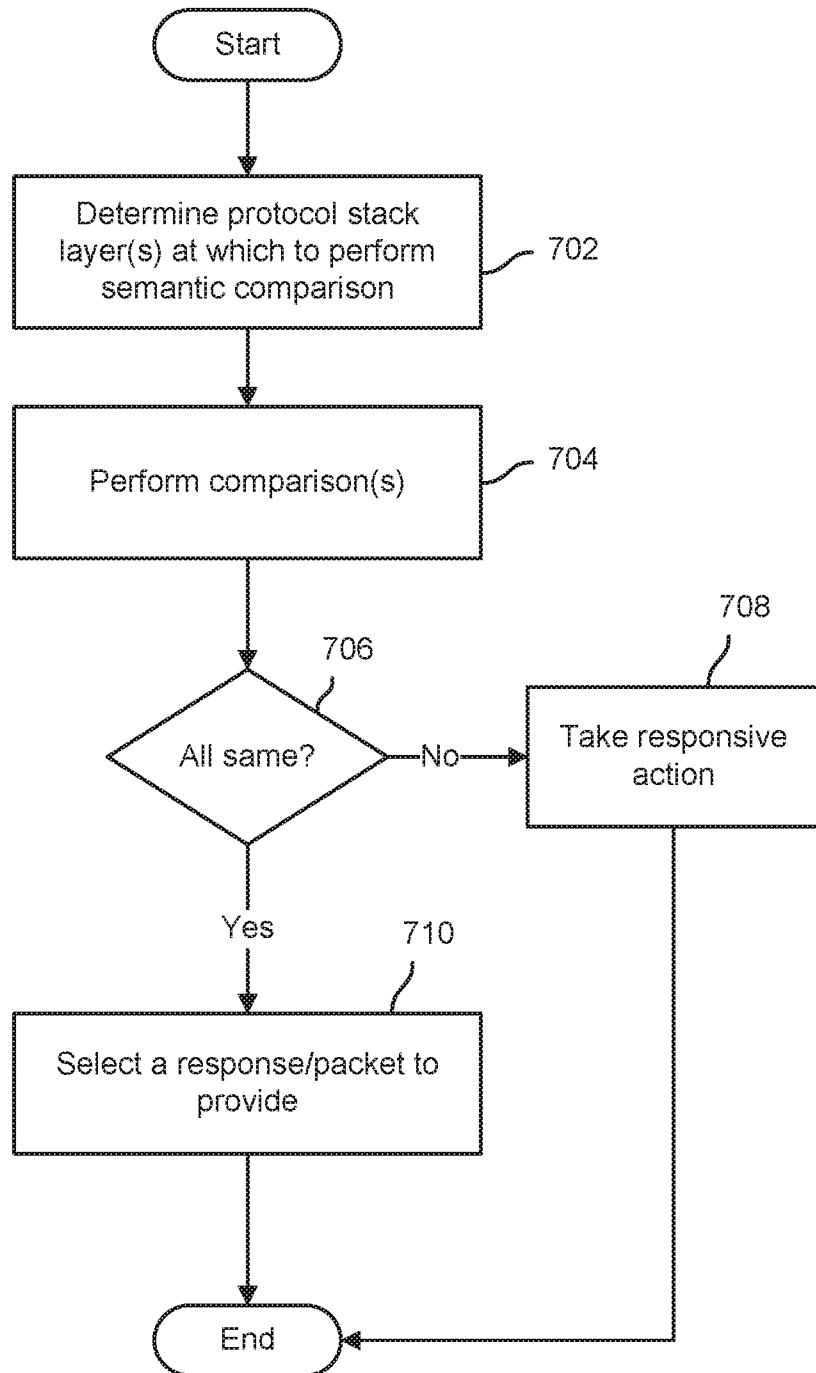 Start
Determine protocol stack
layer(s) at which to perform
semantic comparison
702
Perform comparison(s)
704
706
All same?
No
708
Take responsive
action
Yes
710
Select a response/packet to
provide
End